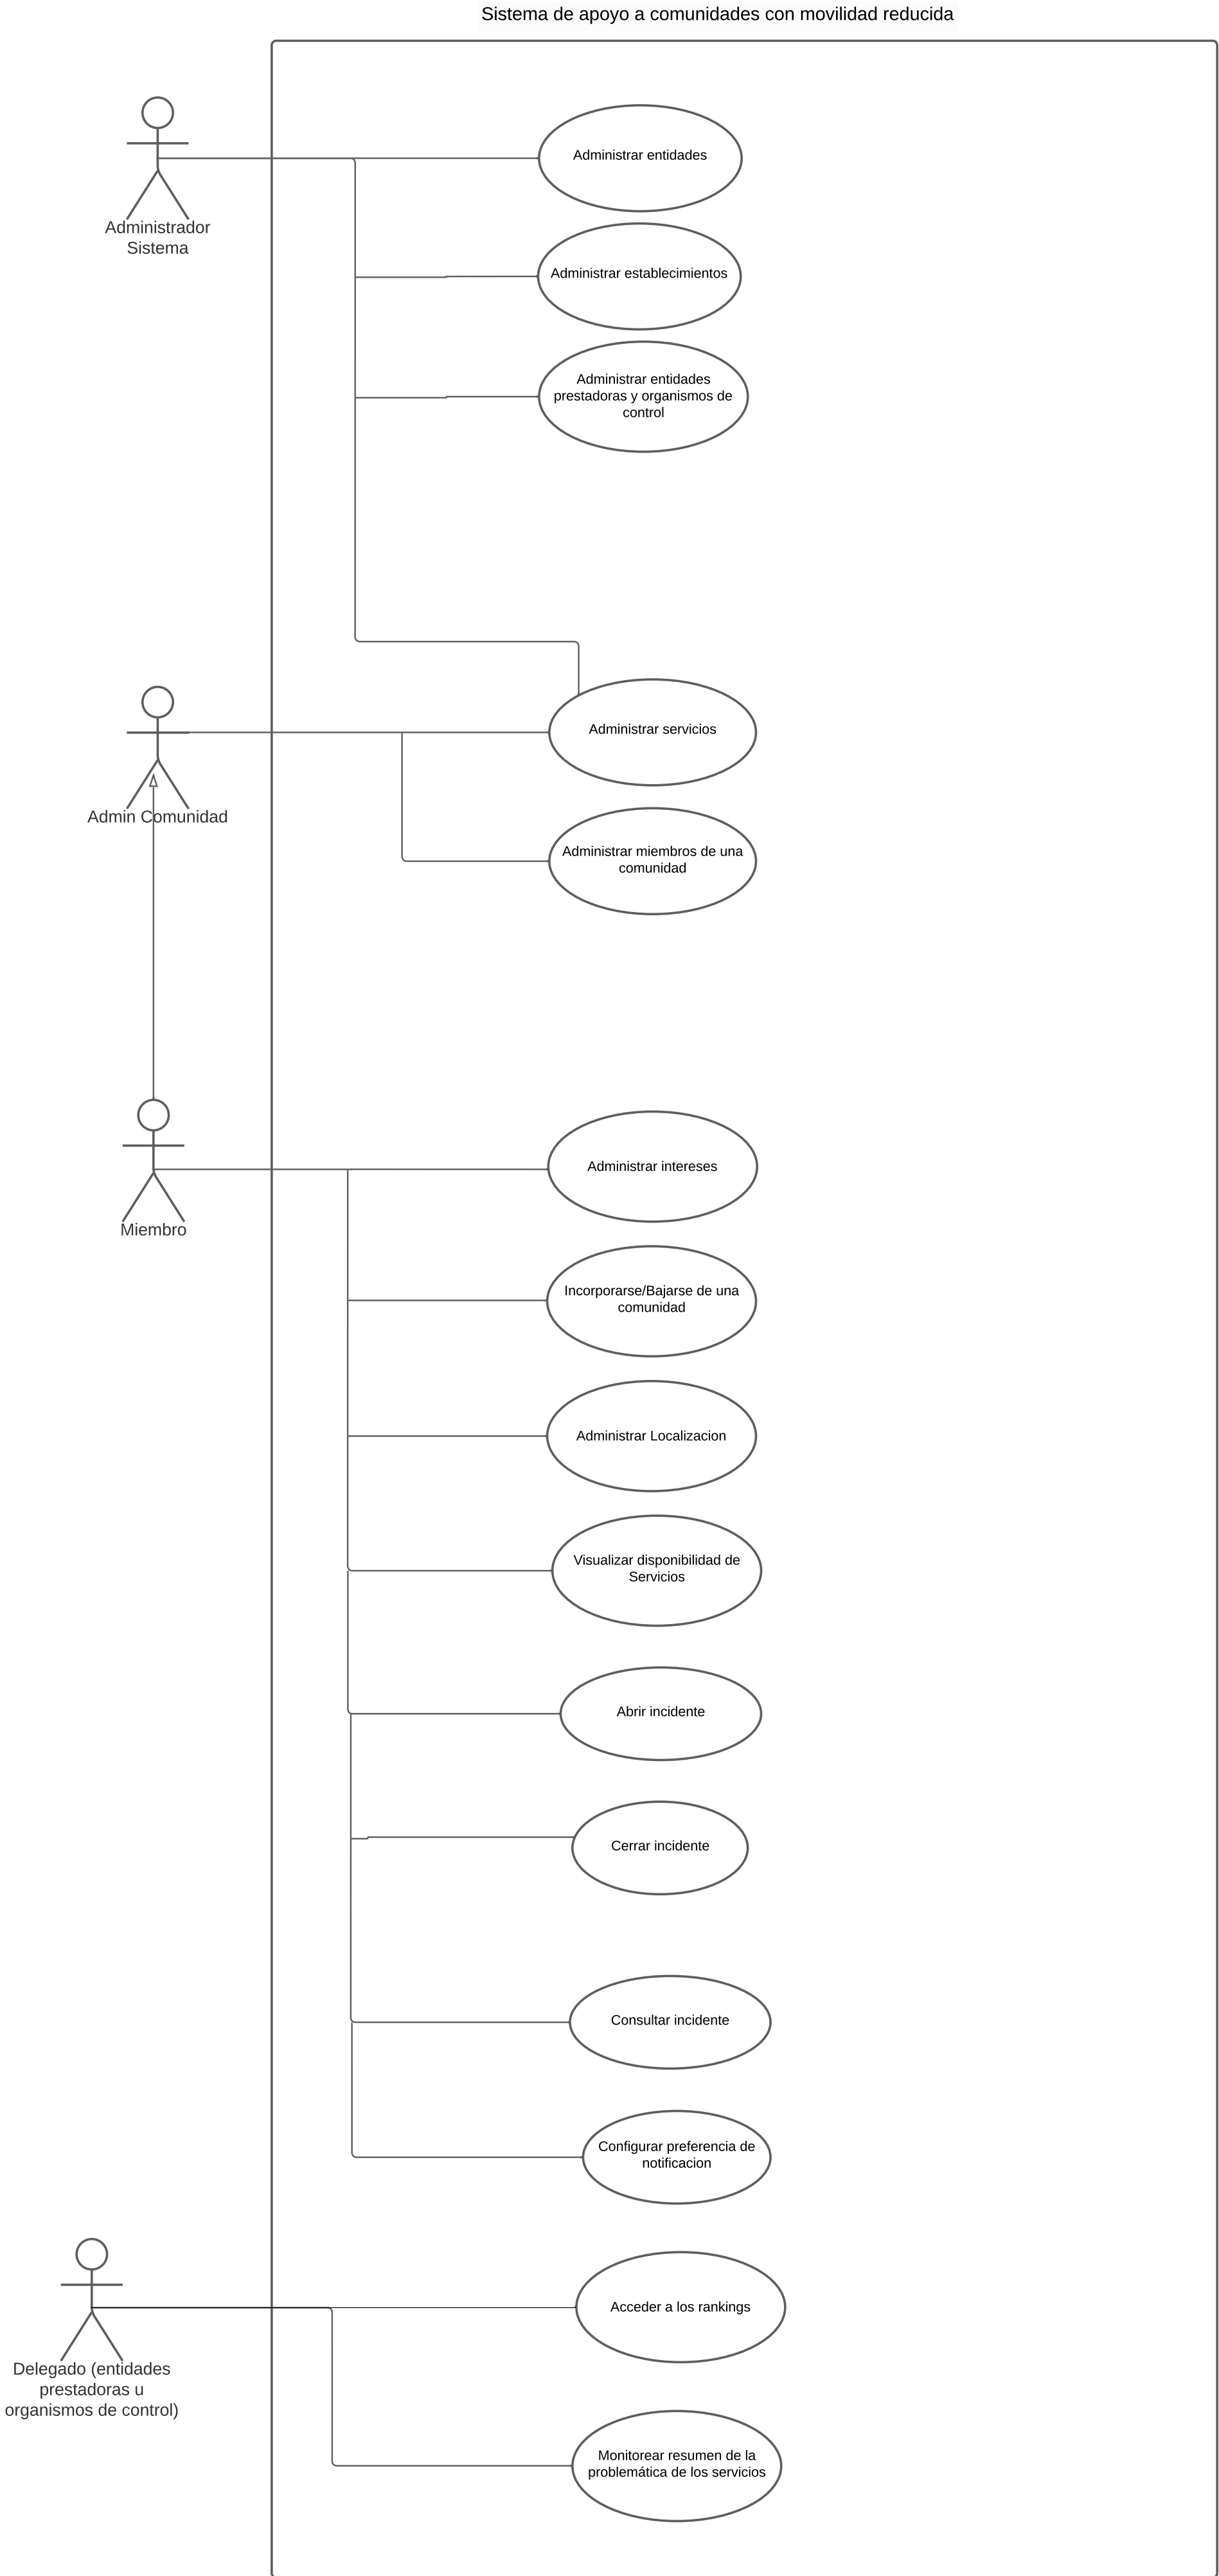 Sistema de apoyo a comunidades con movilidad reducida
Administrador
Sistema
Administrar entidades
Administrar establecimientos
Administrar entidades
prestadoras y organismos de
control
Admin Comunidad
Administrar servicios
Administrar miembros de una
comunidad
Miembro
Administrar intereses
Incorporarse/Bajarse de una
comunidad
Administrar Localizacion
Visualizar disponibilidad de
Servicios
Abrir incidente
Cerrar incidente
Consultar incidente
Configurar preferencia de
notificacion
Delegado (entidades
prestadoras u
organismos de control)
Acceder a los rankings
Monitorear resumen de la
problemática de los servicios